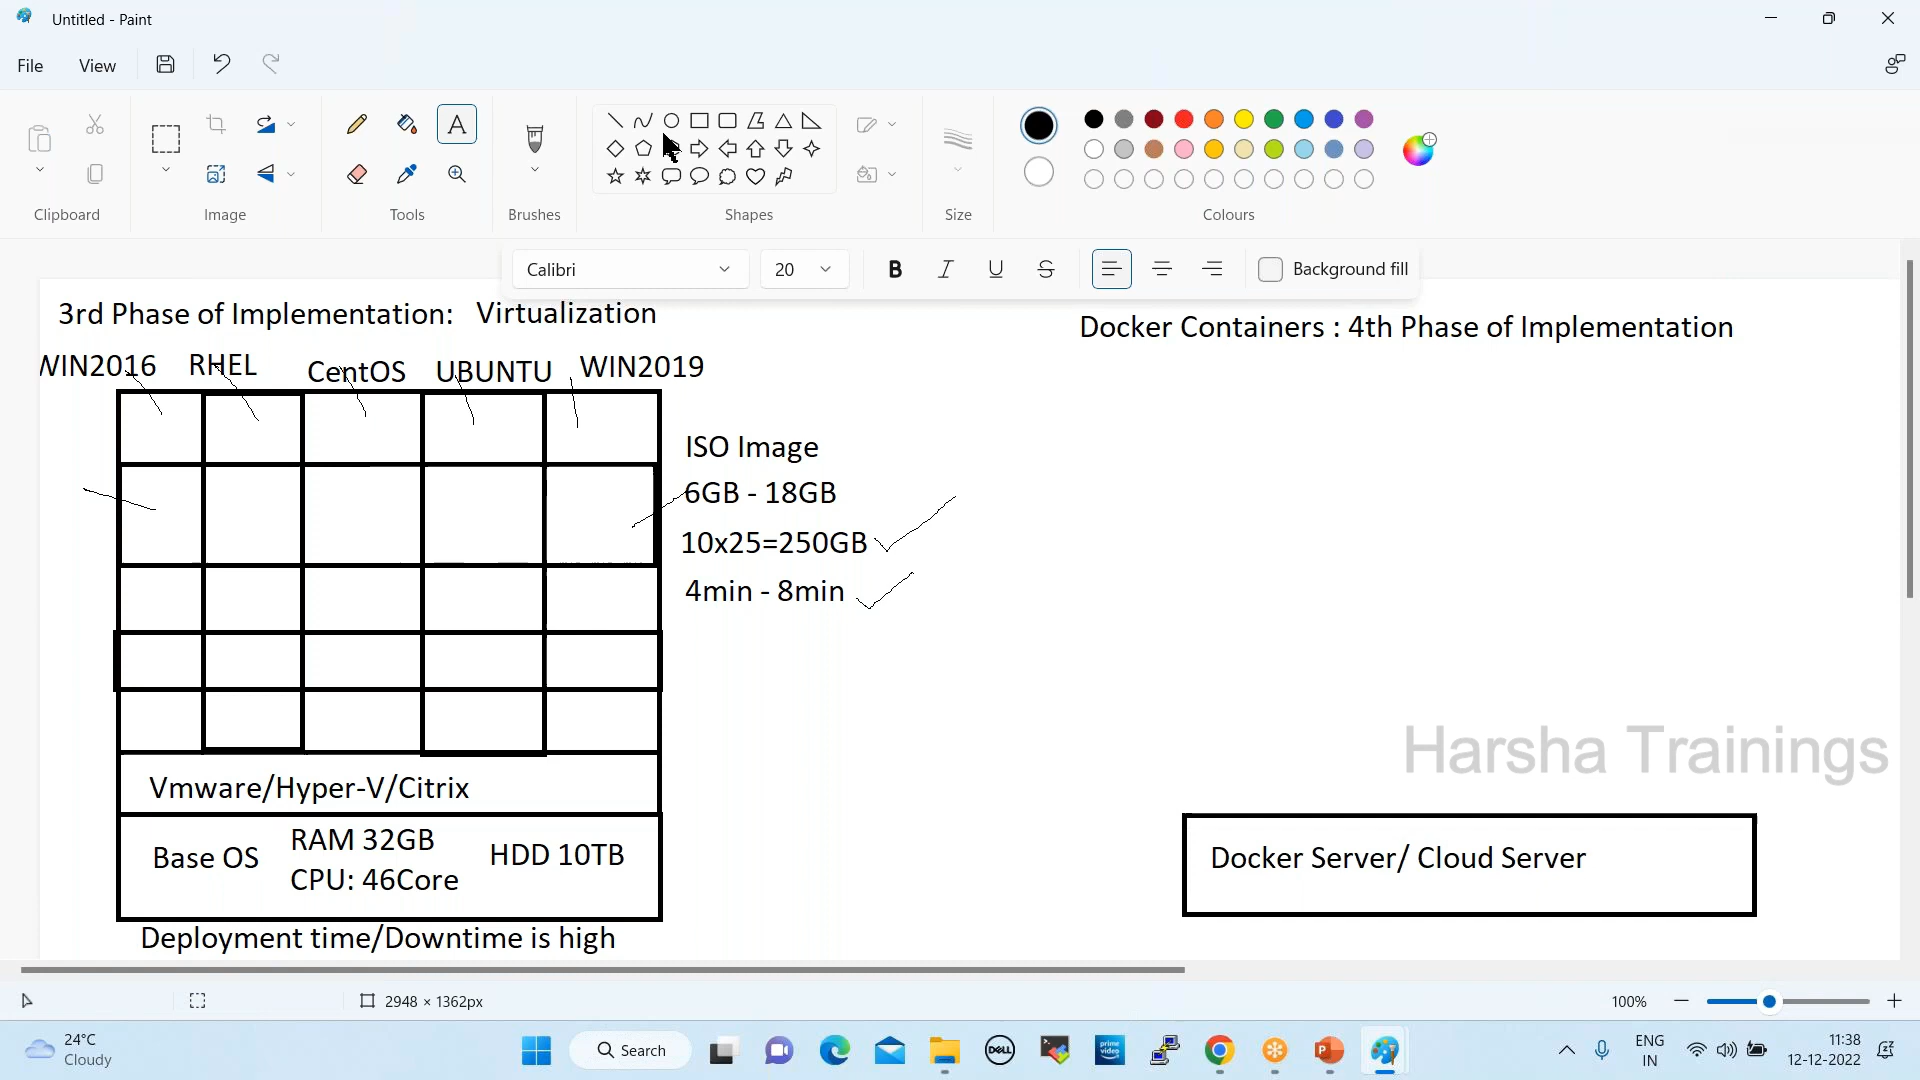 Untitled - Paint
File View
Clipboard
Image
Tools
Brushes
Shapes
Size
Colours
Calibri
20
B I U S
Background fill
3rd Phase of Implementation: Virtualization
Docker Containers : 4th Phase of Implementation
WIN2016 RHEL CentOS UBUNTU WIN2019
ISO Image
6GB - 18GB
10x25=250GB
4min - 8min
Harsha Trainings
Vmware/Hyper-V/Citrix
Base OS
RAM 32GB
CPU: 46Core
HDD 10TB
Docker Server/ Cloud Server
Deployment time/Downtime is high
2948 × 1362px
100%
24°C
Cloudy
Search
DELL
prime video
ENG
IN
11:38
12-12-2022